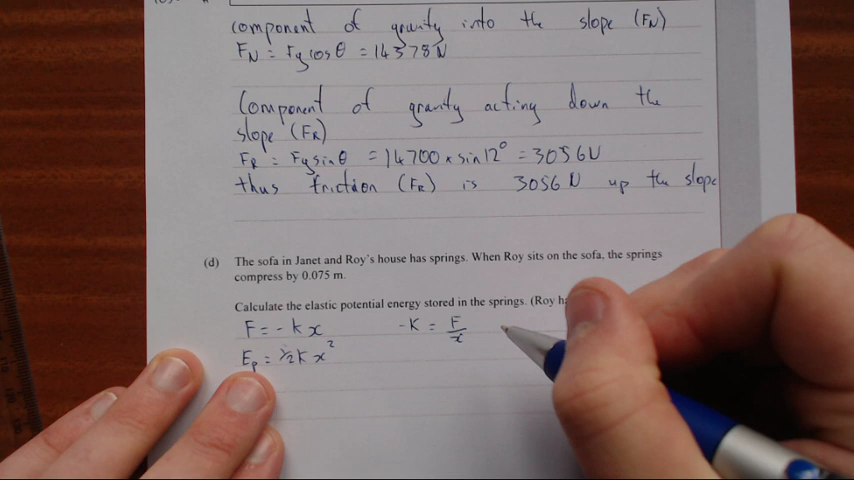 component of gravity into the slope (FN)
FN = Fg cos θ = 14378N
Component of gravity acting down the
slope (FR)
FR = Fg sin θ = 14700 × sin 12° = 3056N
thus friction (FR) is 3056 N up the slope
(d) The sofa in Janet and Roy's house has springs. When Roy sits on the sofa, the springs
compress by 0.075 m.
Calculate the elastic potential energy stored in the springs. (Roy
F = -kx -K = F/x
Ep = ½Kx²